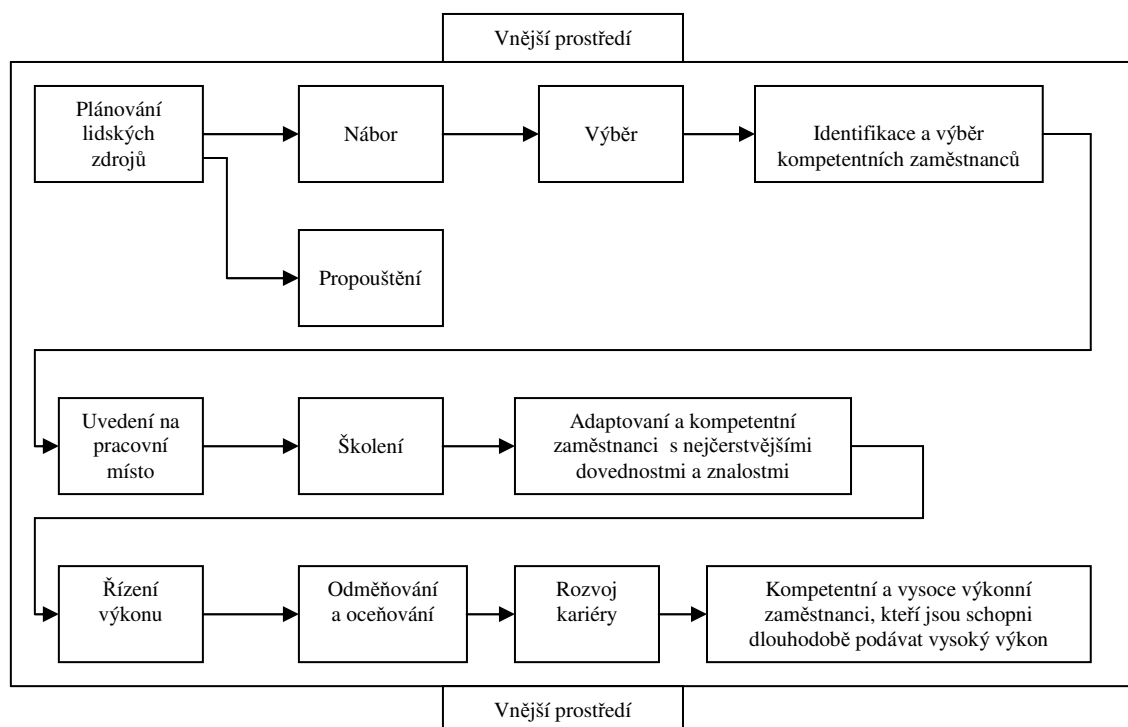 Vnější prostředí
Plánování
lidských
zdrojů
Nábor
Výběr
Identifikace a výběr
kompetentních zaměstnanců
Propouštění
Uvedení na
pracovní
místo
Školení
Adaptovaní a kompetentní
zaměstnanci s nejčerstvějšími
dovednostmi a znalostmi
Řízení
výkonu
Odměňování
a oceňování
Rozvoj
kariéry
Kompetentní a vysoce výkonní
zaměstnanci, kteří jsou schopni
dlouhodobě podávat vysoký výkon
Vnější prostředí